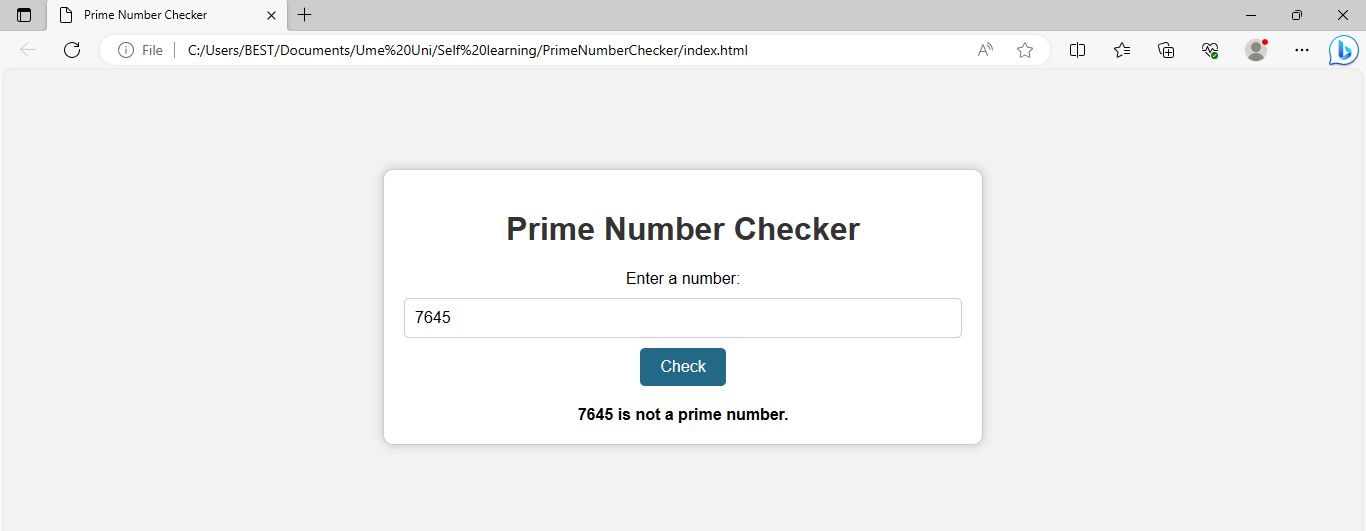 Prime Number Checker
File C:/Users/BEST/Documents/Ume%20Uni/Self%20learning/PrimeNumberChecker/index.html
Prime Number Checker
Enter a number:
7645
Check
7645 is not a prime number.